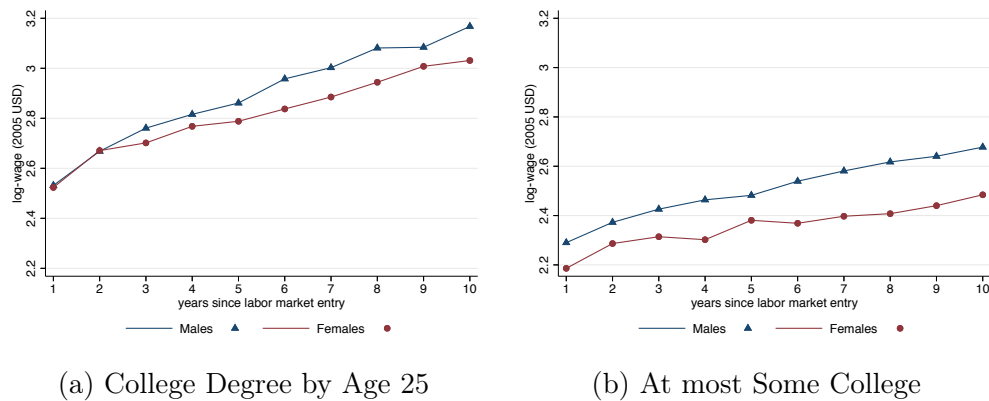 3.2
3
2.8
2.6
2.4
2.2
log-wage (2005 USD)
1 2 3 4 5 6 7 8 9 10
years since labor market entry
Males Females
(a) College Degree by Age 25
3.2
3
2.8
2.6
2.4
2.2
log-wage (2005 USD)
1 2 3 4 5 6 7 8 9 10
years since labor market entry
Males Females
(b) At most Some College